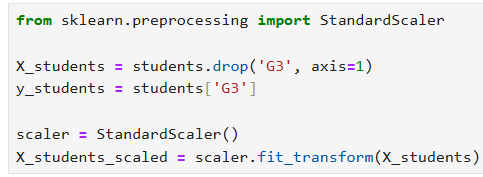 from sklearn.preprocessing import StandardScaler
X_students = students.drop('G3', axis=1)
y_students = students['G3']
scaler = StandardScaler()
X_students_scaled = scaler.fit_transform(X_students)